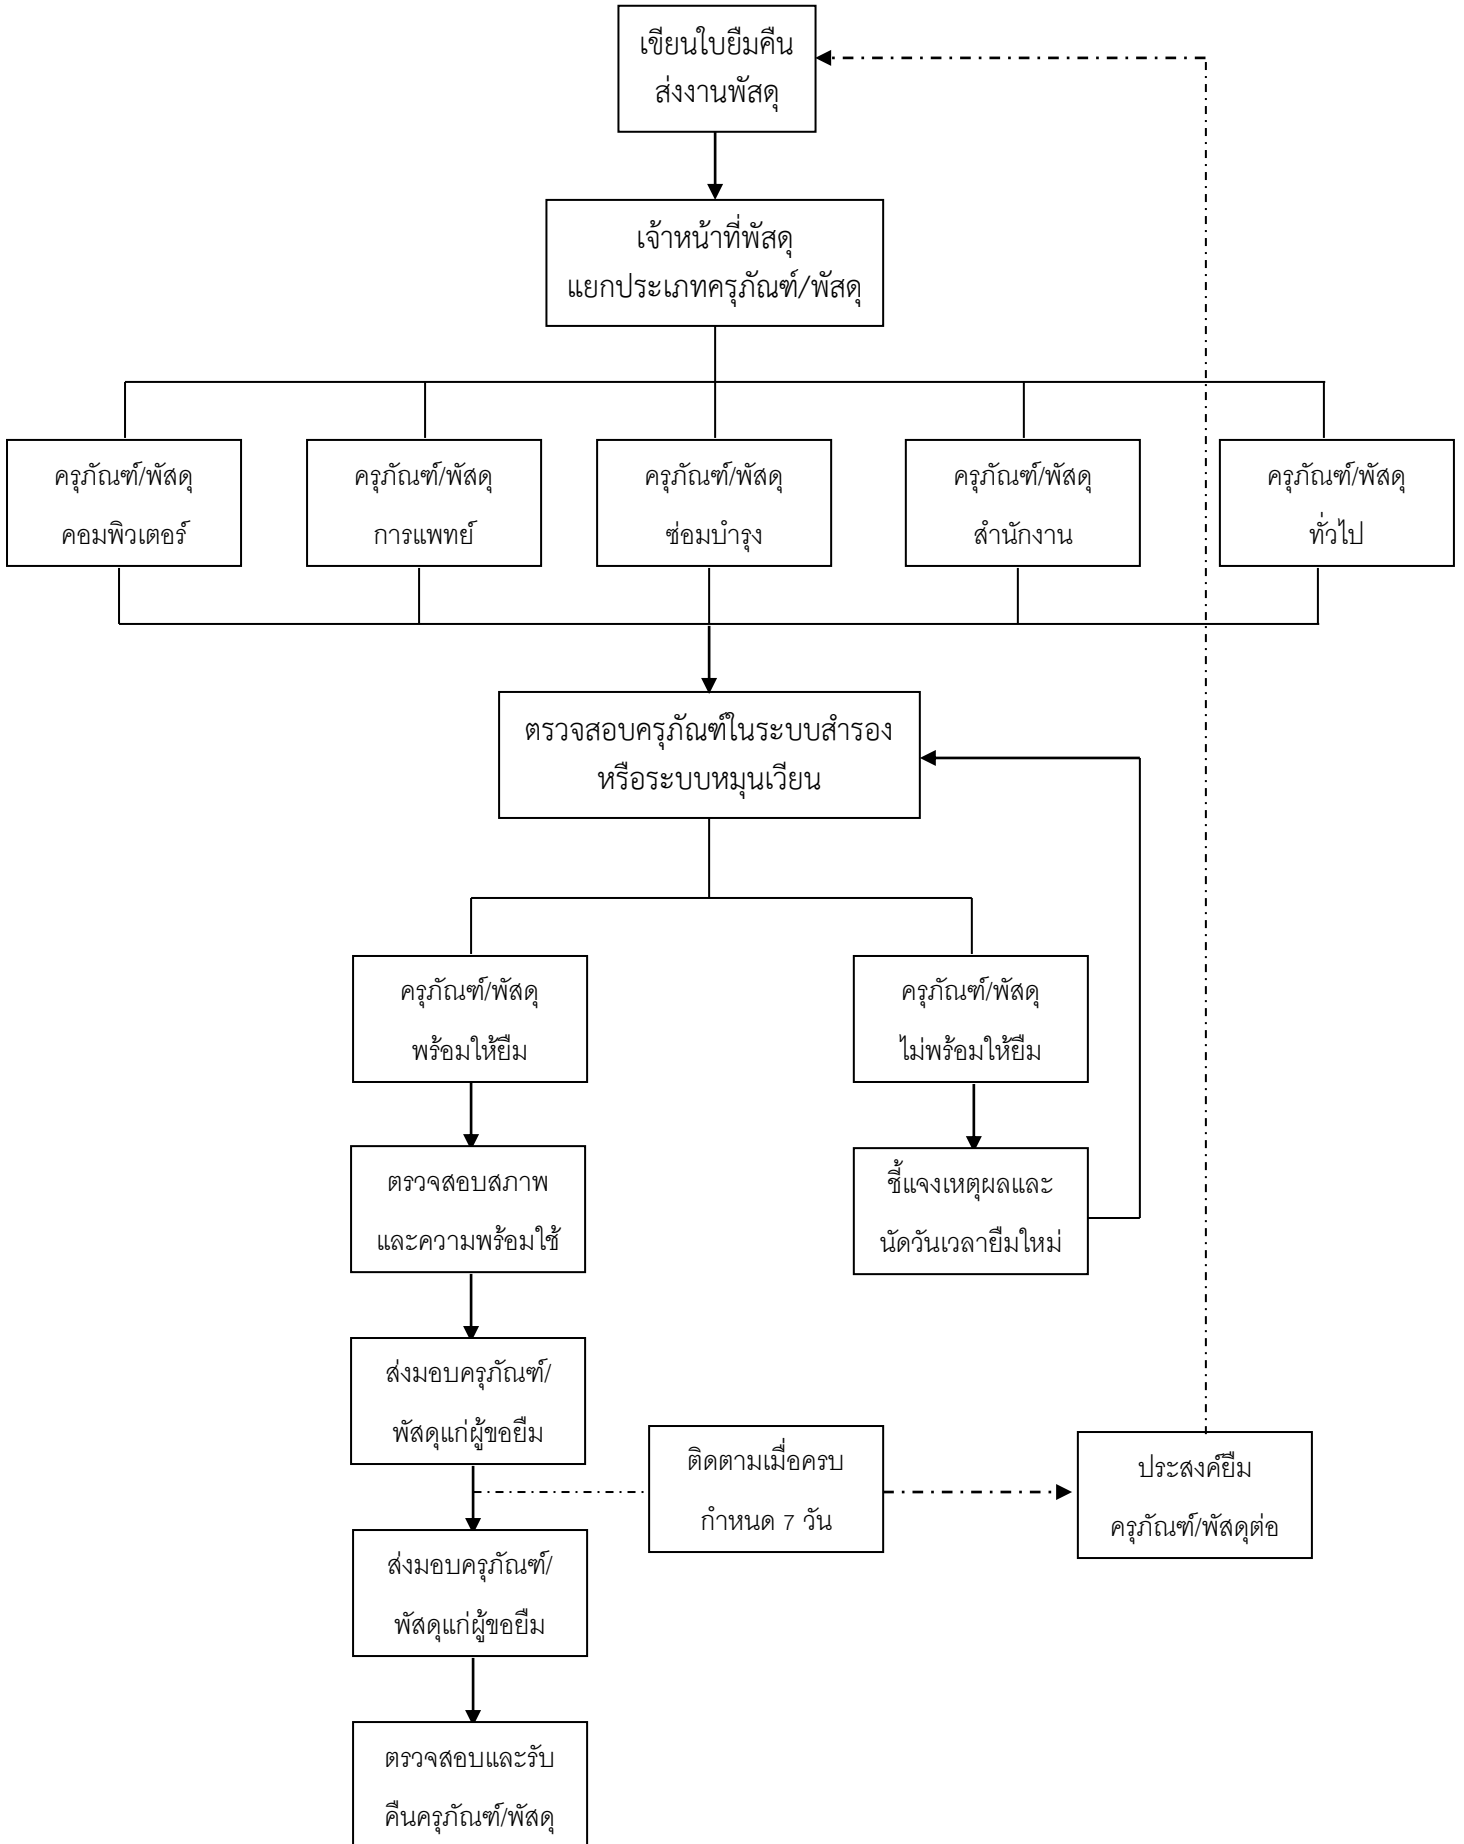 เขียนใบยืมคืน
ส่งงานพัสดุ
เจ้าหน้าที่พัสดุ
แยกประเภทครุภัณฑ์/พัสดุ
ครุภัณฑ์/พัสดุ
คอมพิวเตอร์
ครุภัณฑ์/พัสดุ
การแพทย์
ครุภัณฑ์/พัสดุ
ซ่อมบำรุง
ครุภัณฑ์/พัสดุ
สำนักงาน
ครุภัณฑ์/พัสดุ
ทั่วไป
ตรวจสอบครุภัณฑ์ในระบบสำรอง
หรือระบบหมุนเวียน
ครุภัณฑ์/พัสดุ
พร้อมให้ยืม
ครุภัณฑ์/พัสดุ
ไม่พร้อมให้ยืม
ตรวจสอบสภาพ
และความพร้อมใช้
ชี้แจงเหตุผลและ
นัดวันเวลายืมใหม่
ส่งมอบครุภัณฑ์/
พัสดุแก่ผู้ขอยืม
ติดตามเมื่อครบ
กำหนด 7 วัน
ประสงค์ยืม
ครุภัณฑ์/พัสดุต่อ
ส่งมอบครุภัณฑ์/
พัสดุแก่ผู้ขอยืม
ตรวจสอบและรับ
คืนครุภัณฑ์/พัสดุ